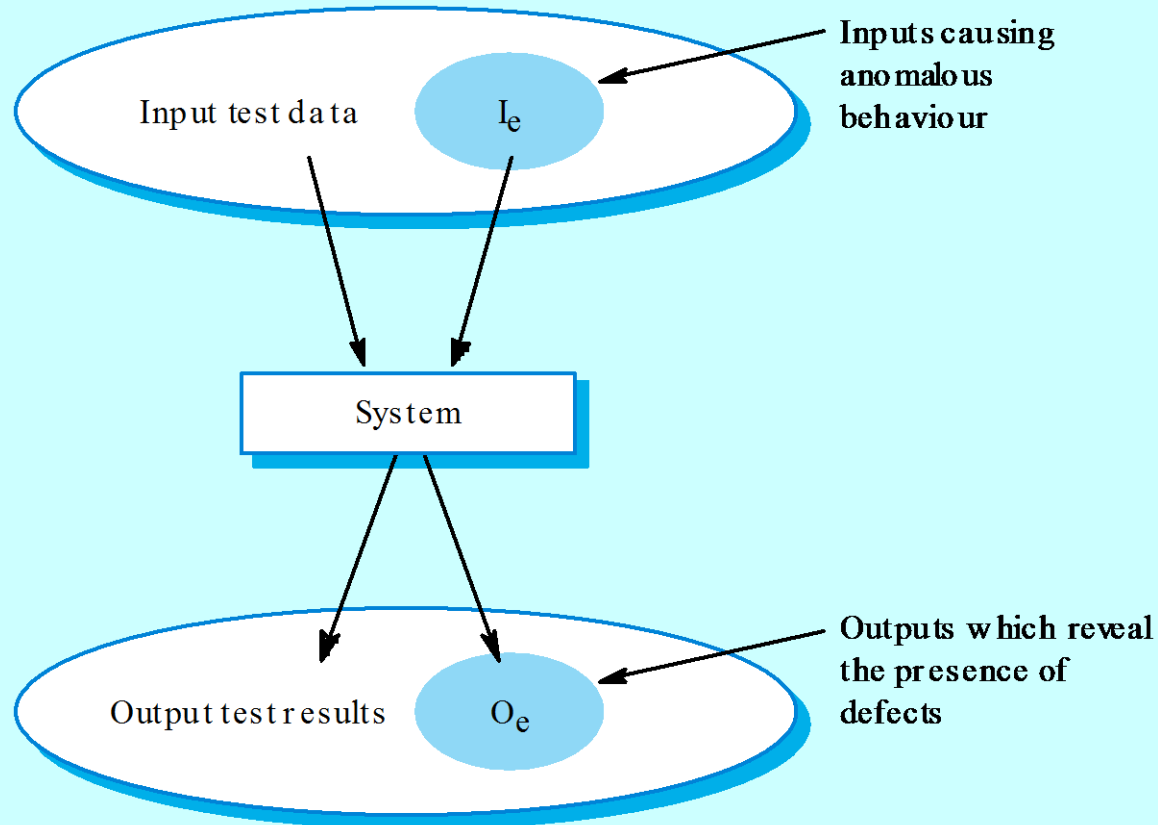 Inputs causing
anomalous
behaviour
Input test data
Ie
System
Outputs which reveal
the presence of
defects
Output test results
Oe